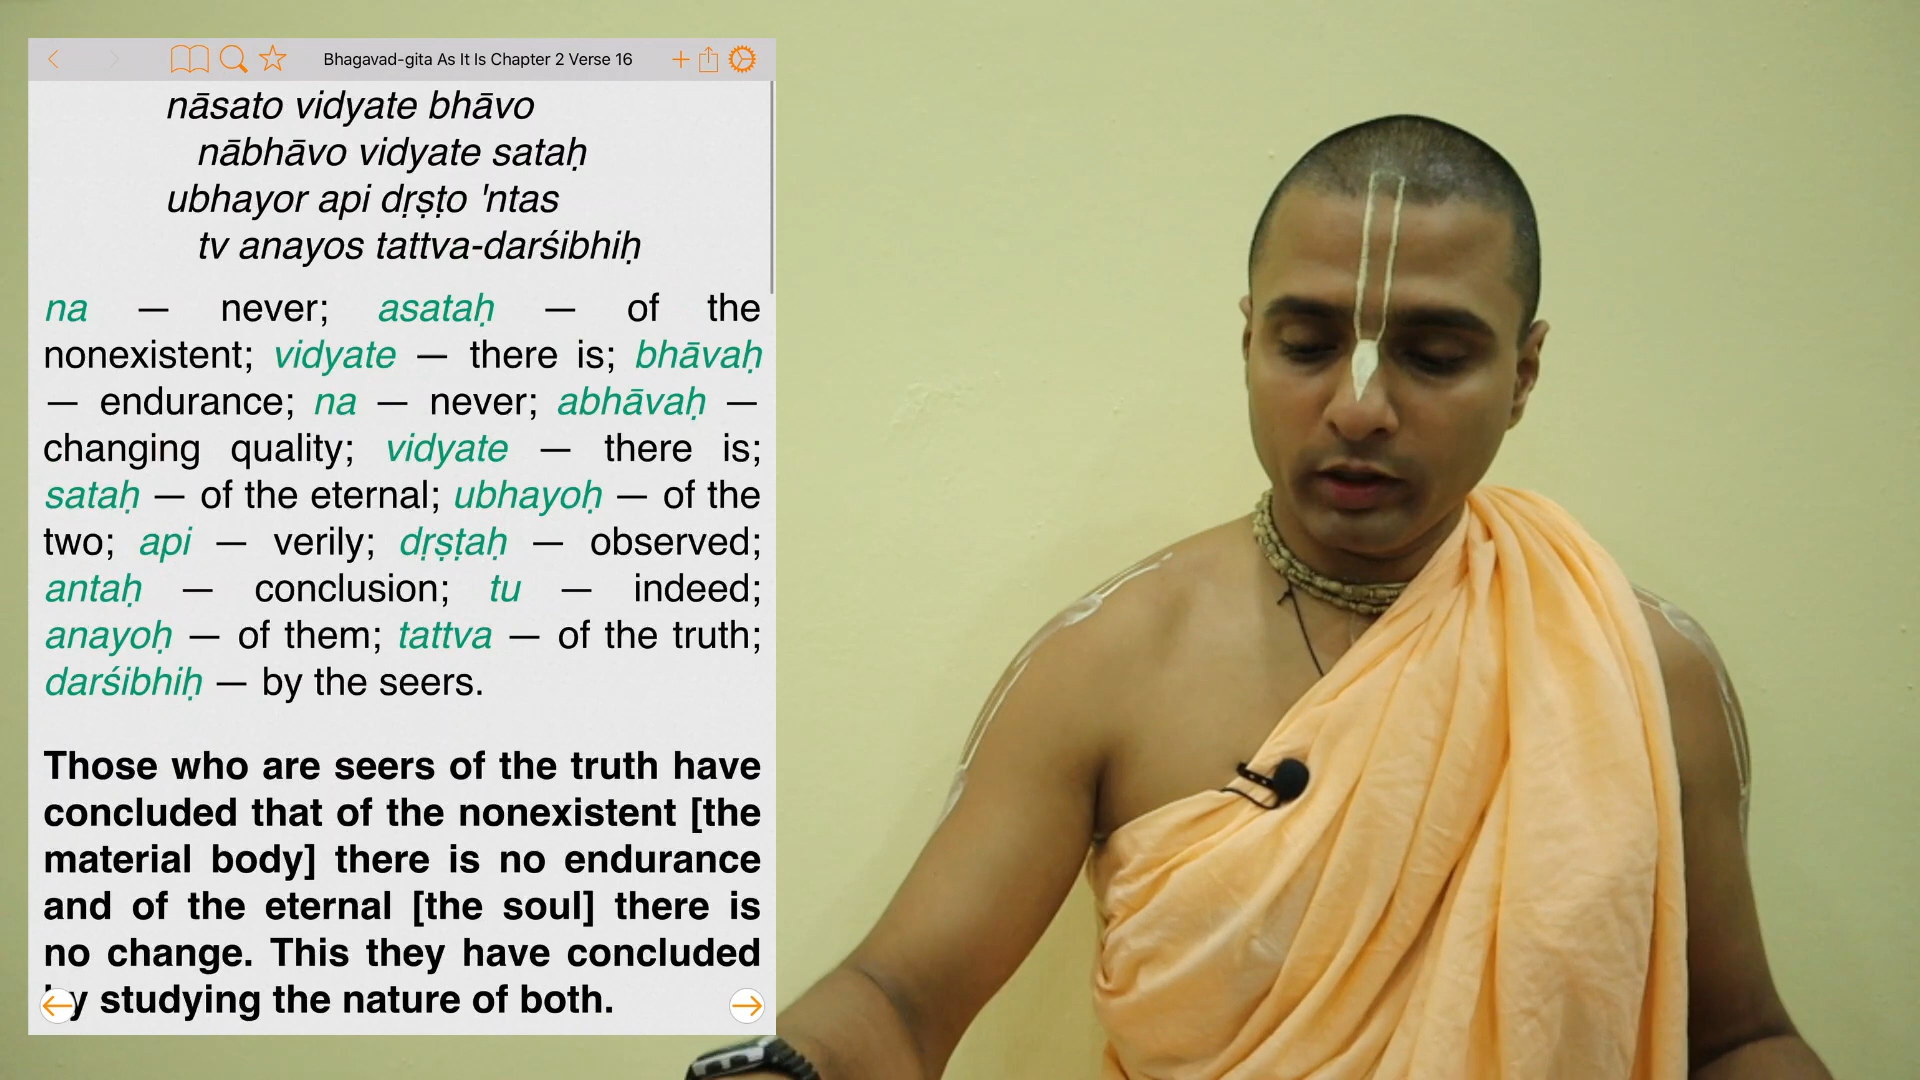 Bhagavad-gita As It Is Chapter 2 Verse 16
nāsato vidyate bhāvo
nābhāvo vidyate sataḥ
ubhayor api dṛṣṭo 'ntas
tv anayos tattva-darśibhiḥ
na — never; asataḥ — of the
nonexistent; vidyate — there is; bhāvaḥ
— endurance; na — never; abhāvaḥ —
changing quality; vidyate — there is;
sataḥ — of the eternal; ubhayoḥ — of the
two; api — verily; dṛṣṭaḥ — observed;
antaḥ — conclusion; tu — indeed;
anayoḥ — of them; tattva — of the truth;
darśibhiḥ — by the seers.
Those who are seers of the truth have
concluded that of the nonexistent [the
material body] there is no endurance
and of the eternal [the soul] there is
no change. This they have concluded
by studying the nature of both.